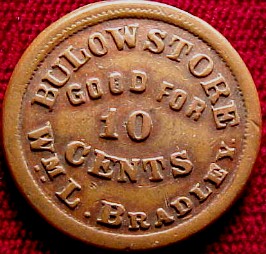 BULOW STORE
GOOD FOR
10
CENTS
WM L. BRADLEY.